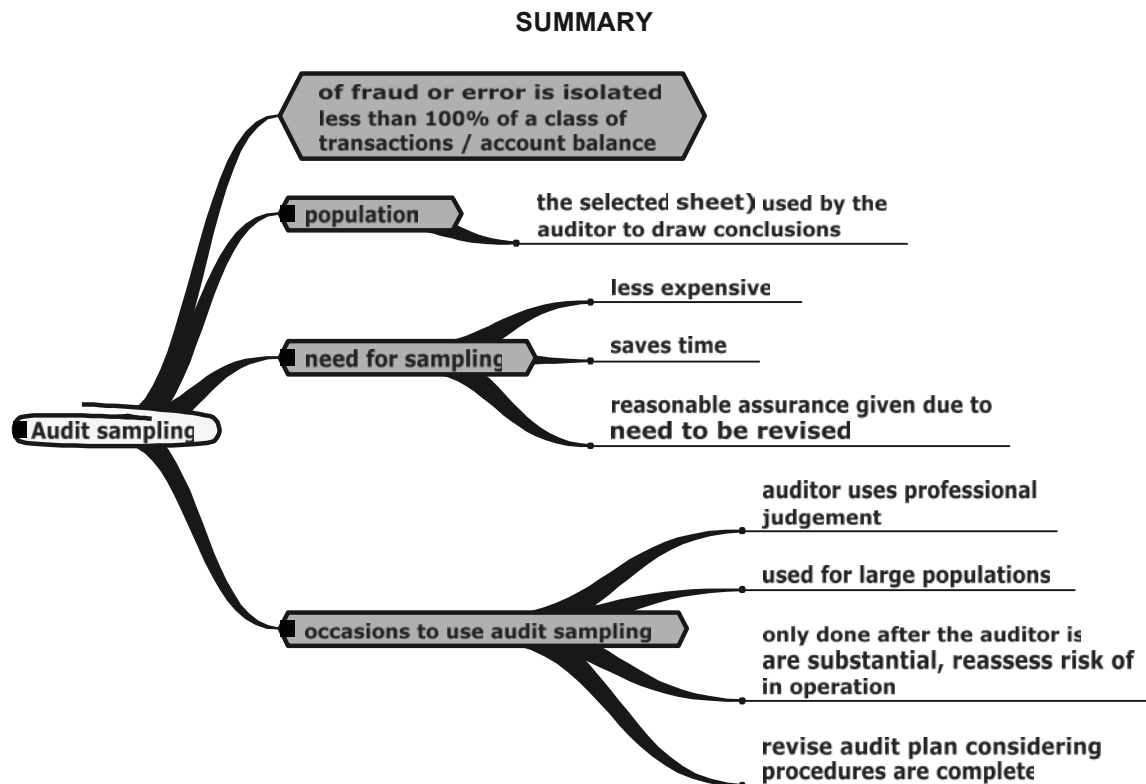 SUMMARY
of fraud or error is isolated
less than 100% of a class of
transactions / account balance
population
the selected sheet) used by the
auditor to draw conclusions
less expensive
need for sampling
saves time
reasonable assurance given due to
need to be revised
Audit sampling
auditor uses professional
judgement
used for large populations
occasions to use audit sampling
only done after the auditor is
are substantial, reassess risk of
in operation
revise audit plan considering
procedures are complete